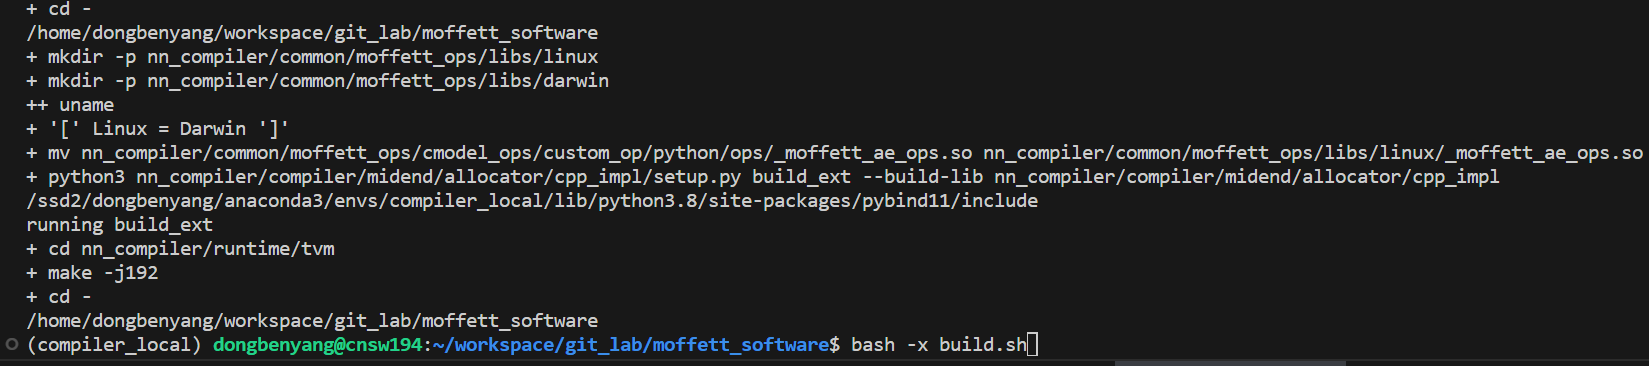 + cd -
/home/dongbenyang/workspace/git_lab/moffett_software
+ mkdir -p nn_compiler/common/moffett_ops/libs/linux
+ mkdir -p nn_compiler/common/moffett_ops/libs/darwin
++ uname
+ '[' Linux = Darwin ']'
+ mv nn_compiler/common/moffett_ops/cmodel_ops/custom_op/python/ops/_moffett_ae_ops.so nn_compiler/common/moffett_ops/libs/linux/_moffett_ae_ops.so
+ python3 nn_compiler/compiler/midend/allocator/cpp_impl/setup.py build_ext --build-lib nn_compiler/compiler/midend/allocator/cpp_impl
/ssd2/dongbenyang/anaconda3/envs/compiler_local/lib/python3.8/site-packages/pybind11/include
running build_ext
+ cd nn_compiler/runtime/tvm
+ make -j192
+ cd -
/home/dongbenyang/workspace/git_lab/moffett_software
(compiler_local) dongbenyang@cnsw194:~/workspace/git_lab/moffett_software$ bash -x build.sh